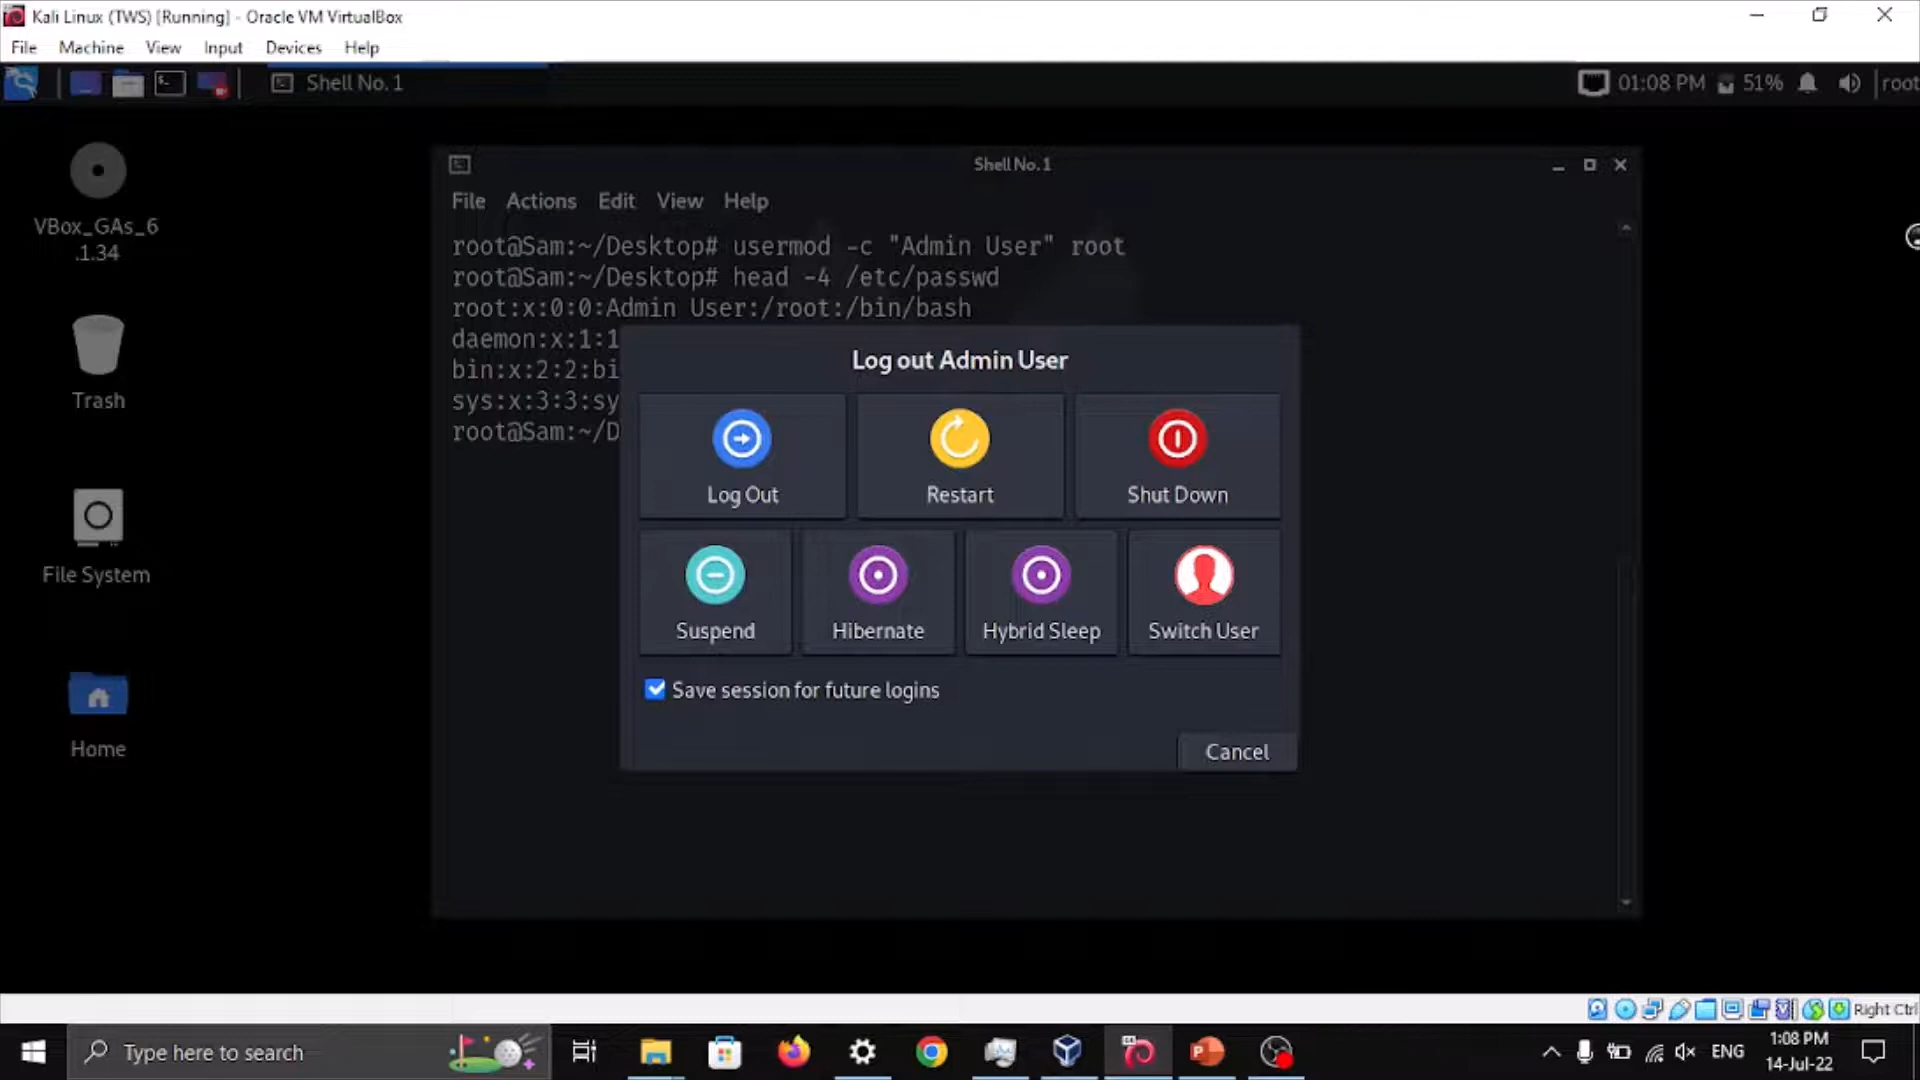 Kali Linux (TWS) [Running] - Oracle VM VirtualBox
File Machine View Input Devices Help
Shell No. 1
01:08 PM 51% root
VBox_GAs_6
.1.34
Trash
File System
Home
Shell No. 1
File Actions Edit View Help
root@Sam:~/Desktop# usermod -c "Admin User" root
root@Sam:~/Desktop# head -4 /etc/passwd
root:x:0:0:Admin User:/root:/bin/bash
daemon:x:1:1
bin:x:2:2:bi
sys:x:3:3:sy
root@Sam:~/D
Log out Admin User
Log Out Restart Shut Down
Suspend Hibernate Hybrid Sleep Switch User
Save session for future logins
Cancel
Right Ctrl
Type here to search
ENG
1:08 PM
14-Jul-22